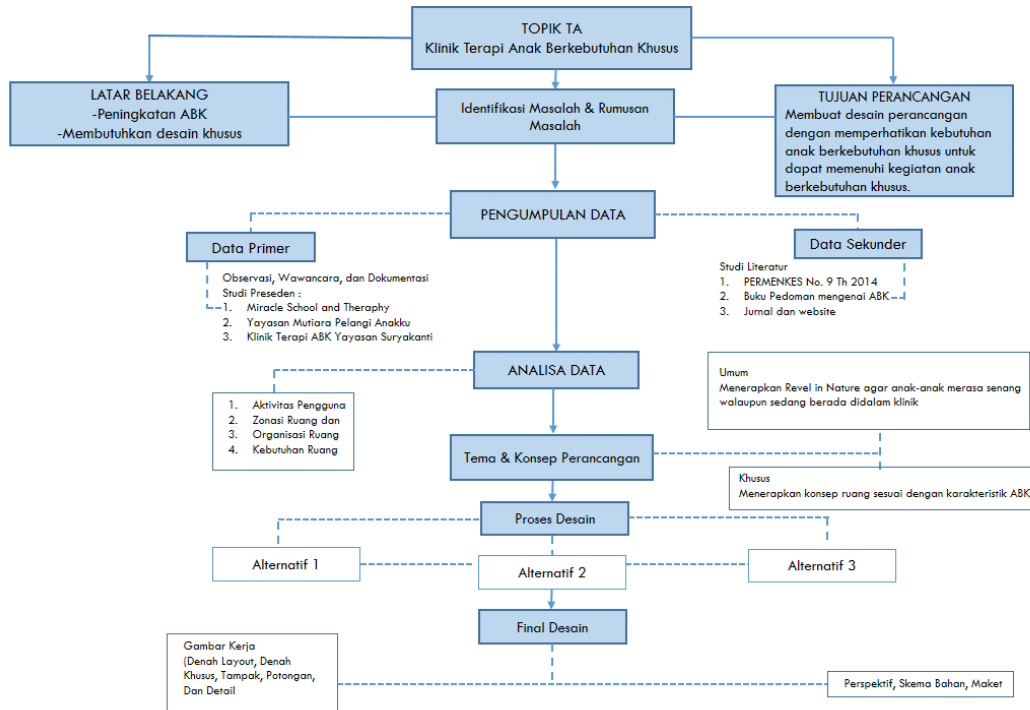 TOPIK TA
Klinik Terapi Anak Berkebutuhan Khusus
LATAR BELAKANG
-Peningkatan ABK
-Membutuhkan desain khusus
Identifikasi Masalah & Rumusan
Masalah
TUJUAN PERANCANGAN
Membuat desain perancangan
dengan memperhatikan kebutuhan
anak berkebutuhan khusus untuk
dapat memenuhi kegiatan anak
berkebutuhan khusus.
PENGUMPULAN DATA
Data Primer
Observasi, Wawancara, dan Dokumentasi
Studi Preseden :
1. Miracle School and Theraphy
2. Yayasan Mutiara Pelangi Anakku
3. Klinik Terapi ABK Yayasan Suryakanti
Data Sekunder
Studi Literatur
1. PERMENKES No. 9 Th 2014
2. Buku Pedoman mengenai ABK
3. Jurnal dan website
ANALISA DATA
1. Aktivitas Pengguna
2. Zonasi Ruang dan
3. Organisasi Ruang
4. Kebutuhan Ruang
Umum
Menerapkan Revel in Nature agar anak-anak merasa senang
walaupun sedang berada didalam klinik
Tema & Konsep Perancangan
Khusus
Menerapkan konsep ruang sesuai dengan karakteristik ABK
Proses Desain
Alternatif 1
Alternatif 2
Alternatif 3
Final Desain
Gambar Kerja
(Denah Layout, Denah
Khusus, Tampak, Potongan,
Dan Detail
Perspektif, Skema Bahan, Maket